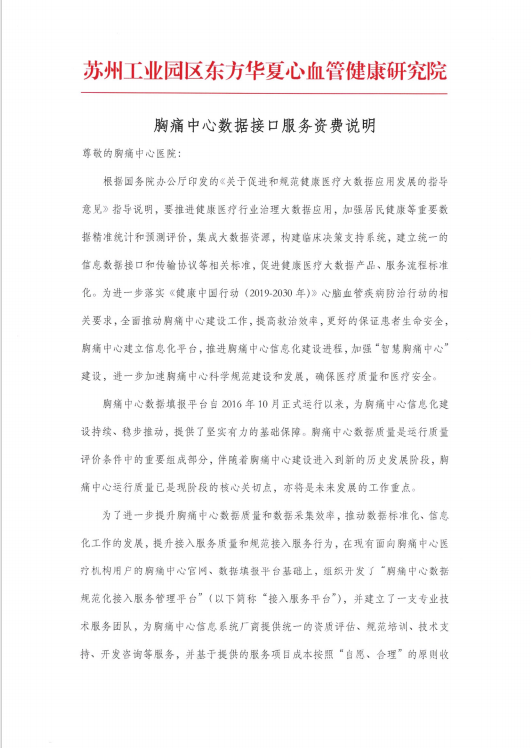 苏州工业园区东方华夏心血管健康研究院
胸痛中心数据接口服务资费说明
尊敬的胸痛中心医院：
根据国务院办公厅印发的《关于促进和规范健康医疗大数据应用发展的指导
意见》指导说明，要推进健康医疗行业治理大数据应用，加强居民健康等重要数
据精准统计和预测评价，集成大数据资源，构建临床决策支持系统，建立统一的
信息数据接口和传输协议等相关标准，促进健康医疗大数据产品、服务流程标准
化。为进一步落实《健康中国行动（2019-2030 年）》心脑血管疾病防治行动的相
关要求，全面推动胸痛中心建设工作，提高救治效率，更好的保证患者生命安全，
胸痛中心建立信息化平台，推进胸痛中心信息化建设进程，加强“智慧胸痛中心”
建设，进一步加速胸痛中心科学规范建设和发展，确保医疗质量和医疗安全。
胸痛中心数据填报平台自 2016 年 10 月正式运行以来，为胸痛中心信息化建
设持续、稳步推动，提供了坚实有力的基础保障。胸痛中心数据质量是运行质量
评价条件中的重要组成部分，伴随着胸痛中心建设进入到新的历史发展阶段，胸
痛中心运行质量已是现阶段的核心关切点，亦将是未来发展的工作重点。
为了进一步提升胸痛中心数据质量和数据采集效率，推动数据标准化、信息
化工作的发展，提升接入服务质量和规范接入服务行为，在现有面向胸痛中心医
疗机构用户的胸痛中心官网、数据填报平台基础上，组织开发了“胸痛中心数据
规范化接入服务管理平台”（以下简称“接入服务平台”），并建立了一支专业技
术服务团队，为胸痛中心信息系统厂商提供统一的资质评估、规范培训、技术支
持、开发咨询等服务，并基于提供的服务项目成本按照“自愿、合理”的原则收